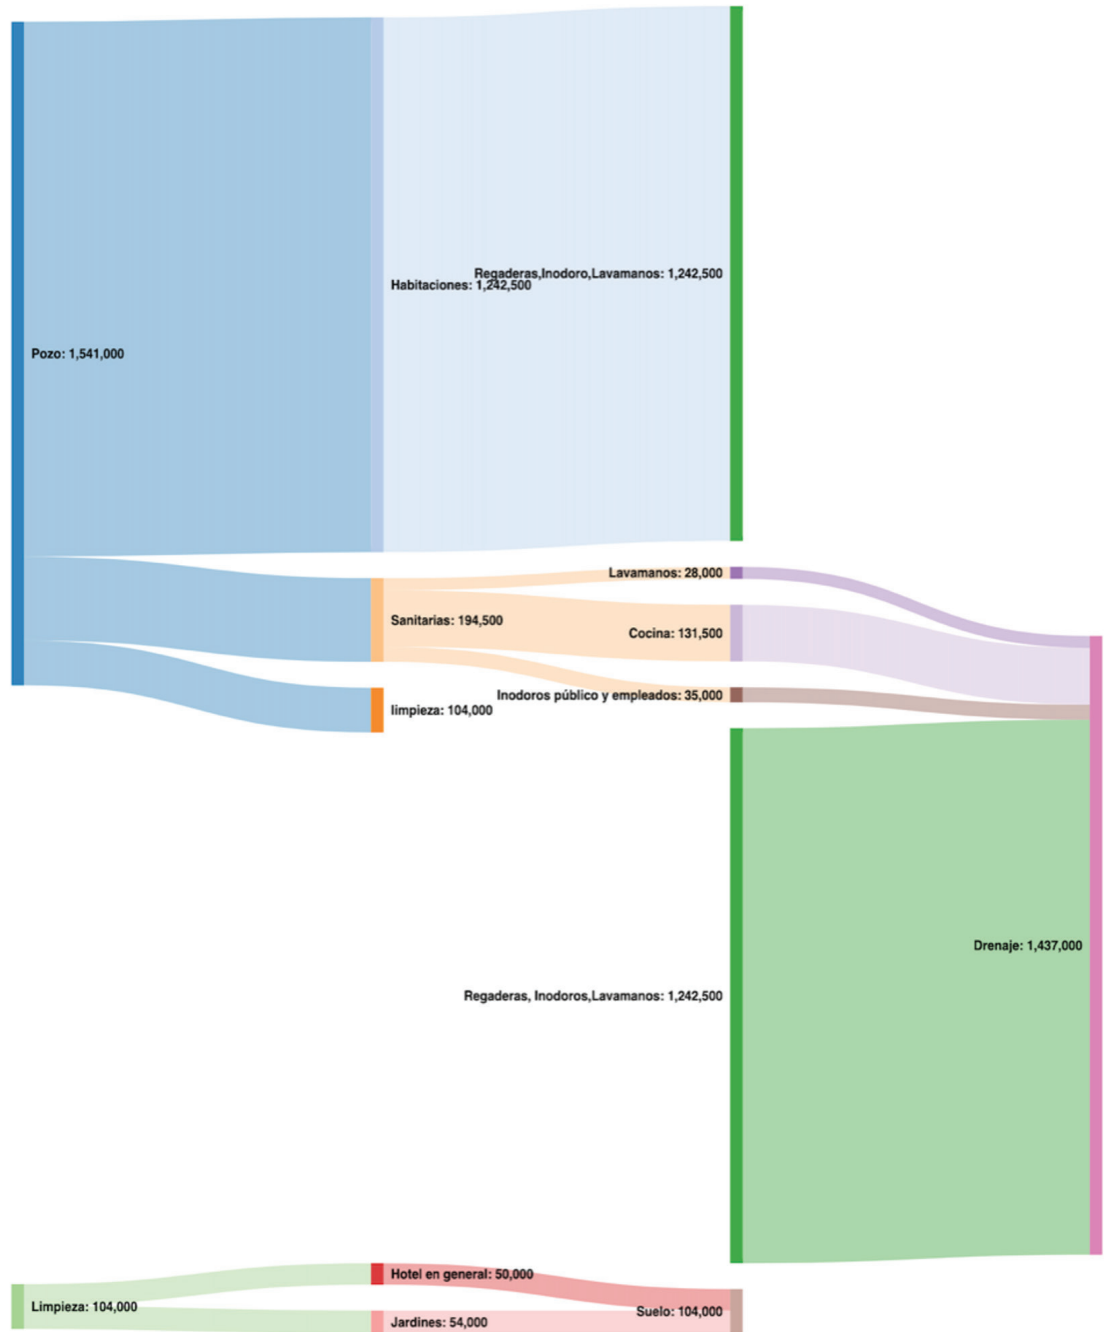 Regaderas,Inodoro,Lavamanos: 1,242,500
Habitaciones: 1,242,500
Pozo: 1,541,000
Lavamanos: 28,000
Sanitarias: 194,500
Cocina: 131,500
Inodoros público y empleados: 35,000
limpieza: 104,000
Drenaje: 1,437,000
Regaderas, Inodoros,Lavamanos: 1,242,500
Hotel en general: 50,000
Limpieza: 104,000
Suelo: 104,000
Jardines: 54,000